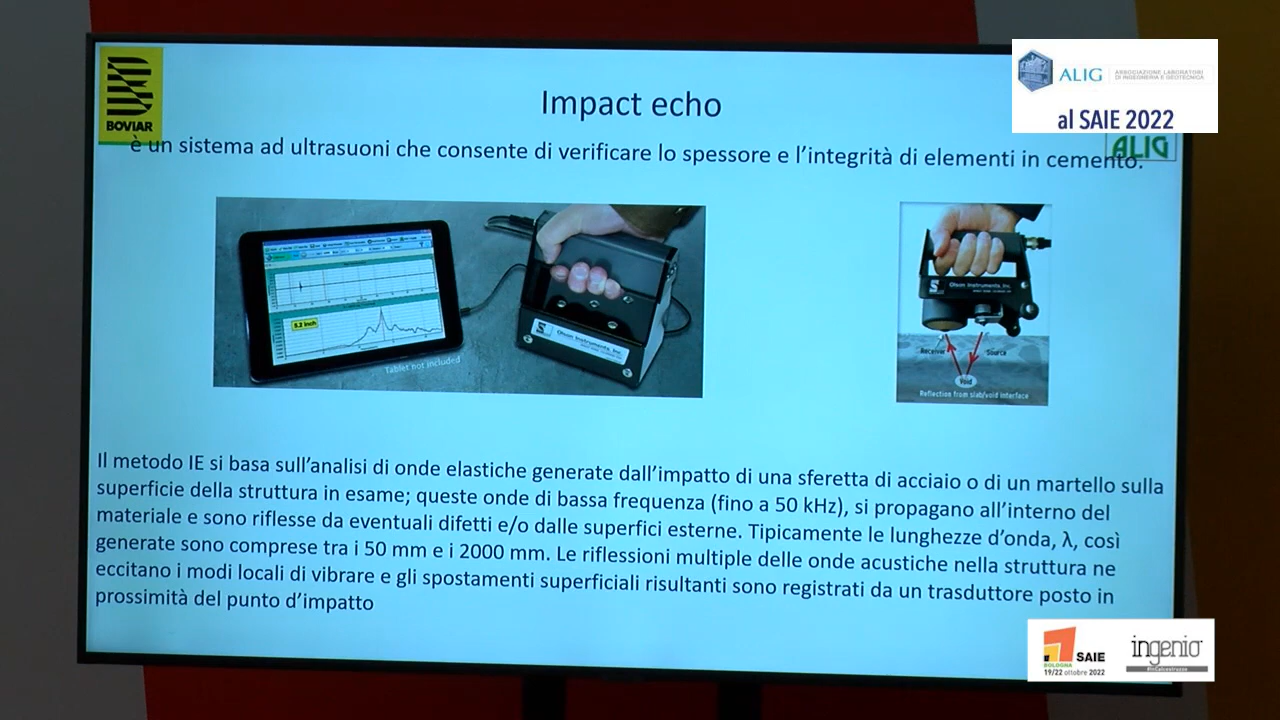 BOVIAR
Impact echo
ALIG
ASSOCIAZIONE LABORATORI
DI INGEGNERIA E GEOTECNICA
al SAIE 2022
ALIG
è un sistema ad ultrasuoni che consente di verificare lo spessore e l'integrità di elementi in cemento.
5.2 inch
Tablet not included
Olson Instruments, Inc.
Olson Instruments, Inc.
Receiver
Source
Void
Reflection from slab/void interface
Il metodo IE si basa sull'analisi di onde elastiche generate dall'impatto di una sferetta di acciaio o di un martello sulla
superficie della struttura in esame; queste onde di bassa frequenza (fino a 50 kHz), si propagano all'interno del
materiale e sono riflesse da eventuali difetti e/o dalle superfici esterne. Tipicamente le lunghezze d'onda, λ, così
generate sono comprese tra i 50 mm e i 2000 mm. Le riflessioni multiple delle onde acustiche nella struttura ne
eccitano i modi locali di vibrare e gli spostamenti superficiali risultanti sono registrati da un trasduttore posto in
prossimità del punto d'impatto
SAIE
BOLOGNA
19/22 ottobre 2022
ingenio
#inCalcestruzzo